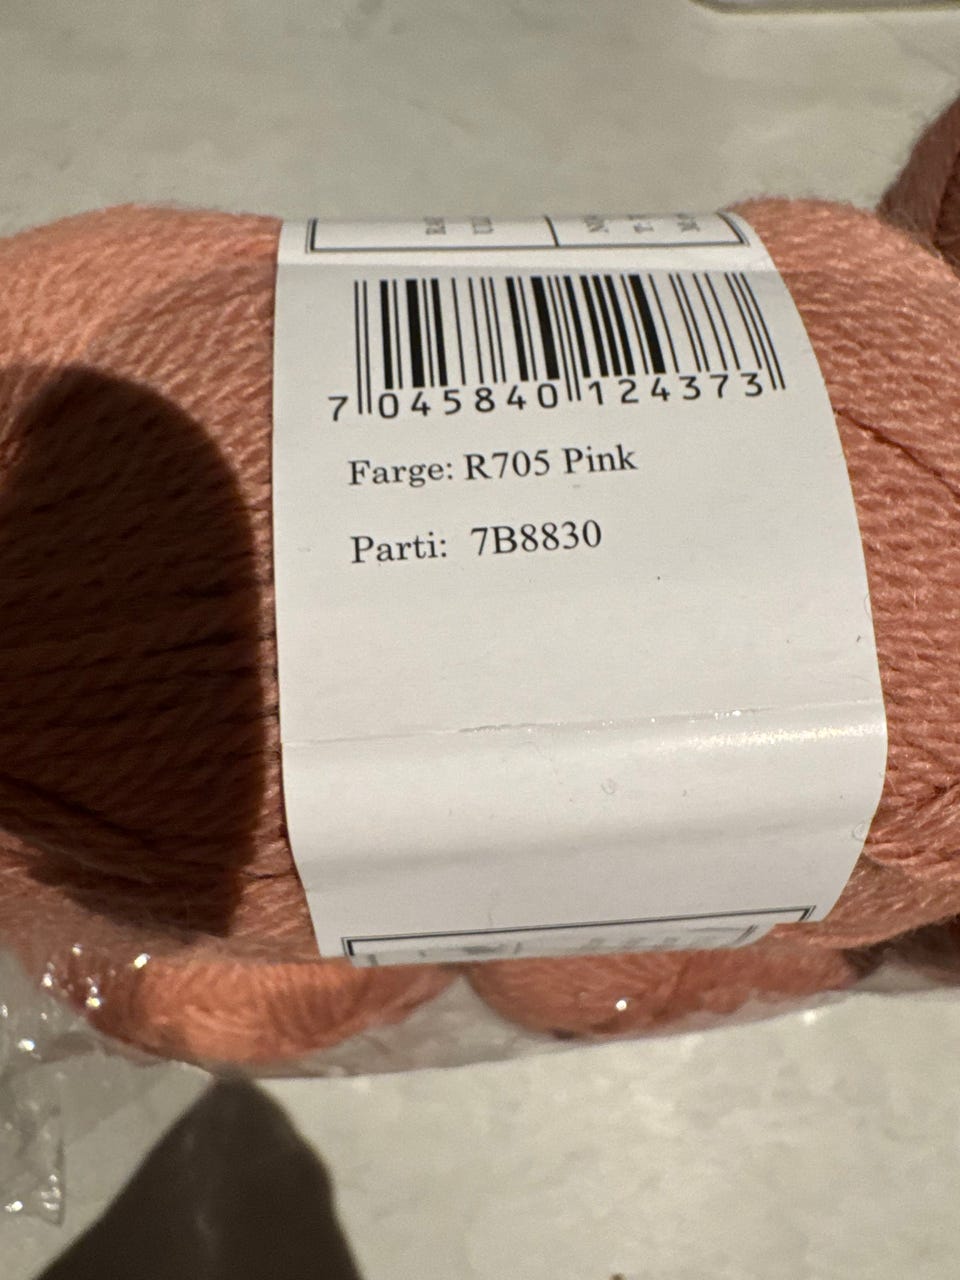 7 045840 124373
Farge: R705 Pink
Parti: 7B8830